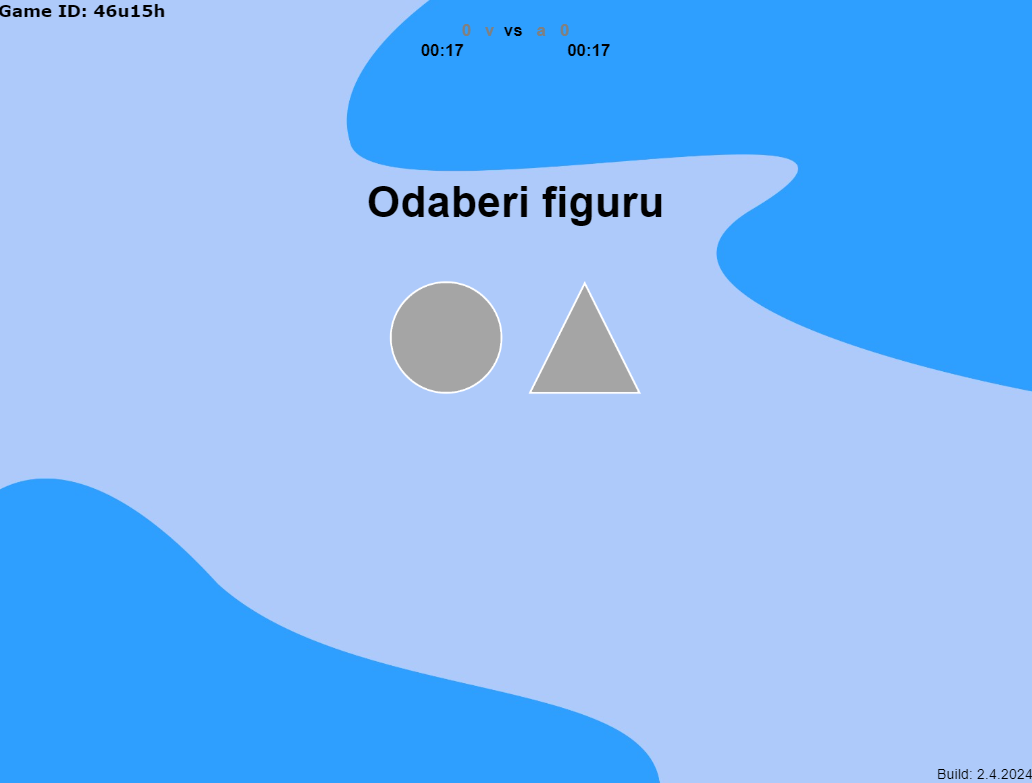 Game ID: 46u15h
0 v vs a 0
00:17 00:17
Odaberi figuru
Build: 2.4.2024